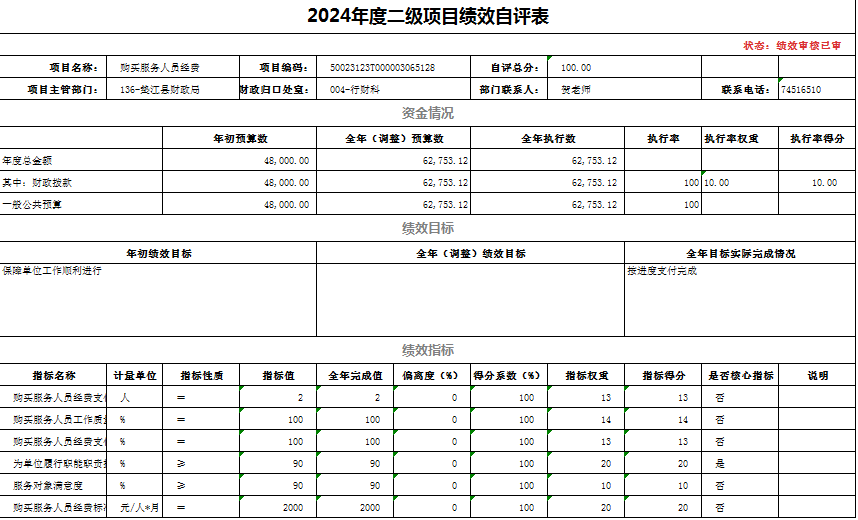 2024年度二级项目绩效自评表
状态：绩效审核已审
项目名称： 购买服务人员经费 项目编码： 50023123T000003065128 自评总分： 100.00
项目主管部门： 136-垫江县财政局 财政归口处室： 004-行财科 部门联系人： 贺老师 联系电话： 74516510
资金情况
年初预算数 全年（调整）预算数 全年执行数 执行率 执行率权重 执行率得分
年度总金额 48,000.00 62,753.12 62,753.12
其中：财政拨款 48,000.00 62,753.12 62,753.12 100 10.00 10.00
一般公共预算 48,000.00 62,753.12 62,753.12 100
绩效目标
年初绩效目标 全年（调整）绩效目标 全年目标实际完成情况
保障单位工作顺利进行 按进度支付完成
绩效指标
指标名称 计量单位 指标性质 指标值 全年完成值 偏离度（%） 得分系数（%） 指标权重 指标得分 是否核心指标 说明
购买服务人员经费支 人 ＝ 2 2 0 100 13 13 否
购买服务人员工作质 % ＝ 100 100 0 100 14 14 否
购买服务人员经费支 % ＝ 100 100 0 100 13 13 否
为单位履行职能职责 % ≥ 90 90 0 100 20 20 是
服务对象满意度 % ≥ 90 90 0 100 10 10 否
购买服务人员经费标 元/人*月 ＝ 2000 2000 0 100 20 20 否